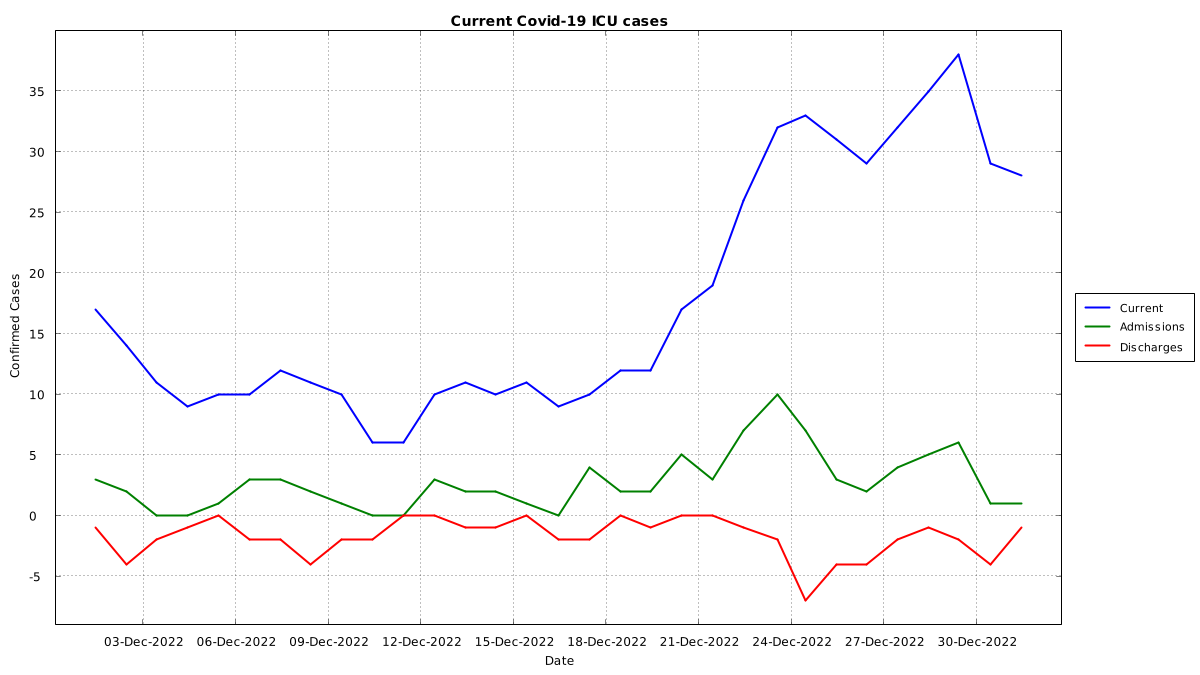 Current Covid-19 ICU cases
Confirmed Cases
35
30
25
20
15
10
5
0
-5
03-Dec-2022 06-Dec-2022 09-Dec-2022 12-Dec-2022 15-Dec-2022 18-Dec-2022 21-Dec-2022 24-Dec-2022 27-Dec-2022 30-Dec-2022
Date
Current
Admissions
Discharges